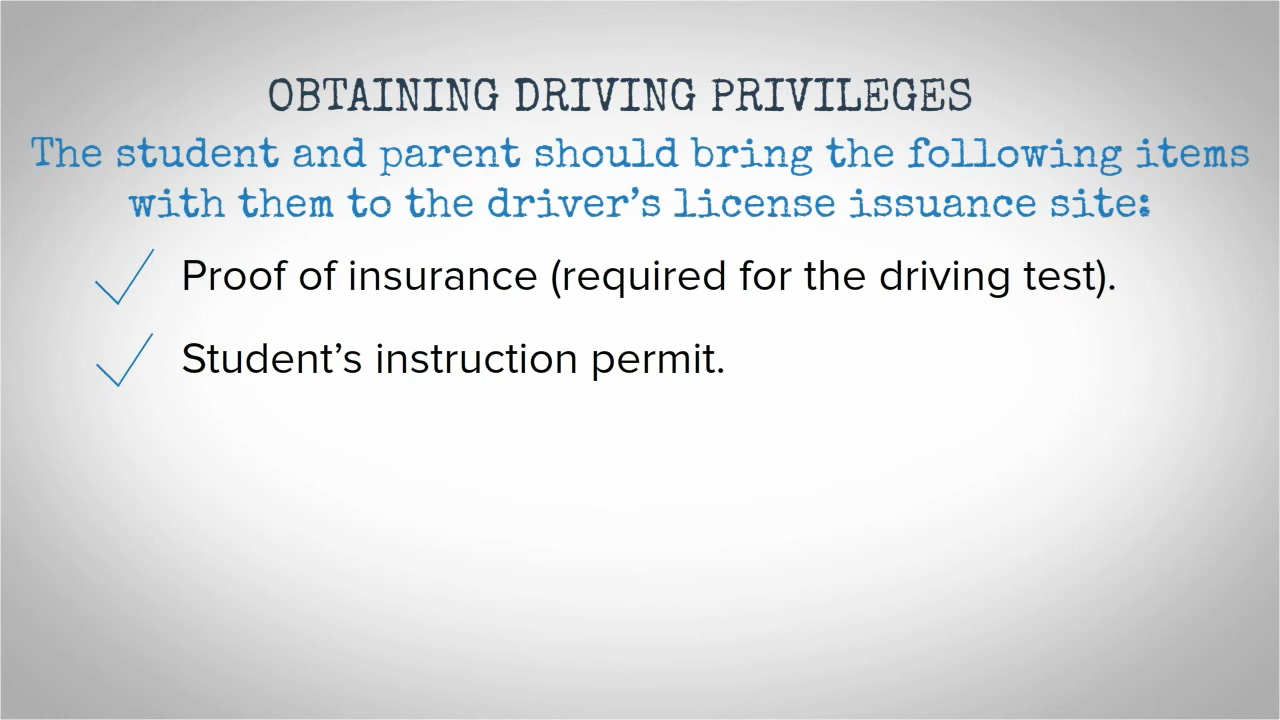 OBTAINING DRIVING PRIVILEGES
The student and parent should bring the following items
with them to the driver’s license issuance site:
Proof of insurance (required for the driving test).
Student’s instruction permit.